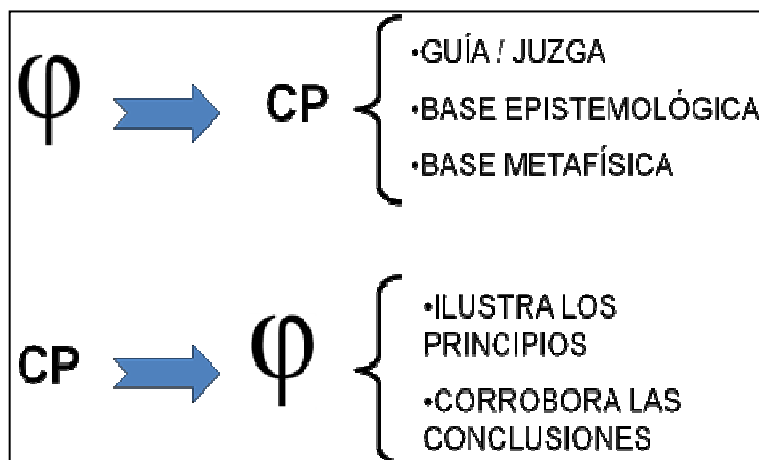 φ CP
•GUÍA / JUZGA
•BASE EPISTEMOLÓGICA
•BASE METAFÍSICA
CP φ
•ILUSTRA LOS
PRINCIPIOS
•CORROBORA LAS
CONCLUSIONES